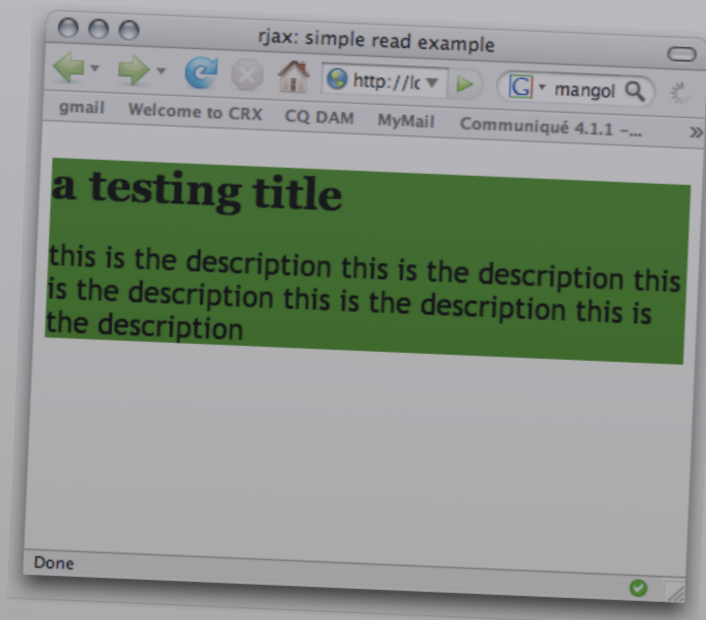 rjax: simple read example
http://lc
G mangol
gmail Welcome to CRX CQ DAM MyMail Communiqué 4.1.1 –... »
a testing title
this is the description this is the description this
is the description this is the description this is
the description
Done